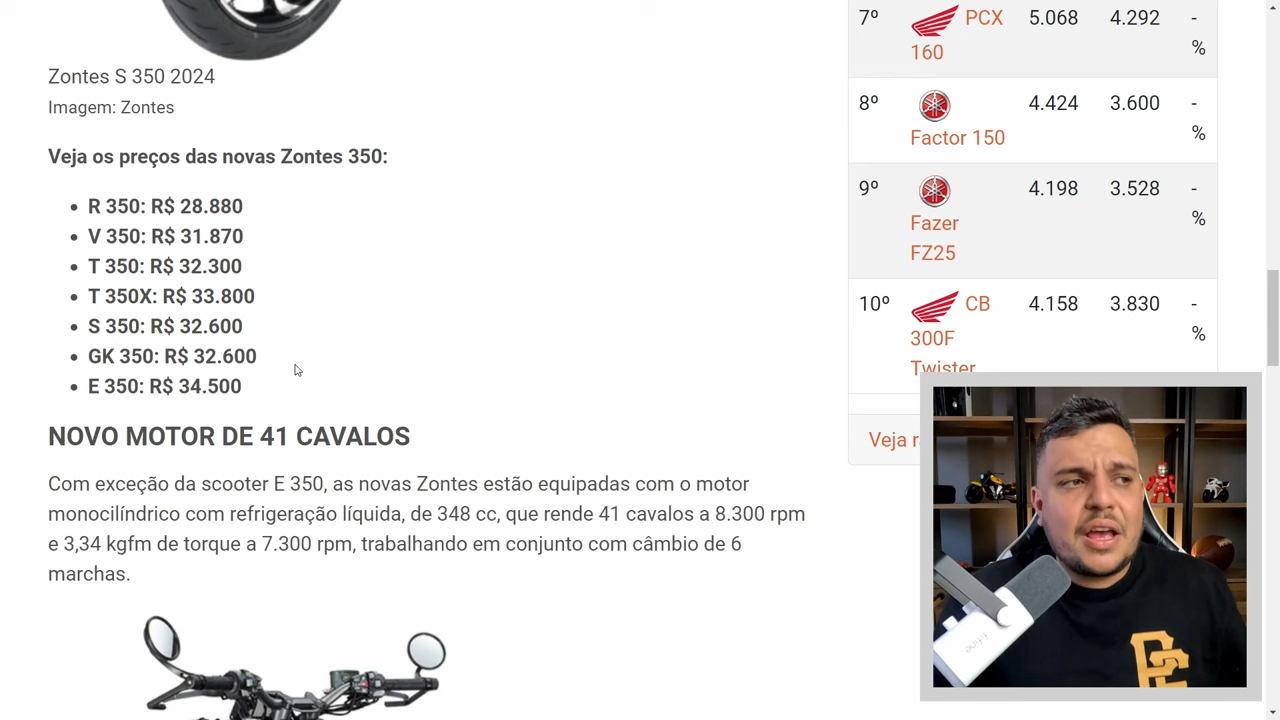 Zontes S 350 2024
Imagem: Zontes
Veja os preços das novas Zontes 350:
R 350: R$ 28.880
V 350: R$ 31.870
T 350: R$ 32.300
T 350X: R$ 33.800
S 350: R$ 32.600
GK 350: R$ 32.600
E 350: R$ 34.500
NOVO MOTOR DE 41 CAVALOS
Com exceção da scooter E 350, as novas Zontes estão equipadas com o motor
monocilíndrico com refrigeração líquida, de 348 cc, que rende 41 cavalos a 8.300 rpm
e 3,34 kgfm de torque a 7.300 rpm, trabalhando em conjunto com câmbio de 6
marchas.
7º PCX 5.068 4.292 -
160 %
8º 4.424 3.600 -
Factor 150 %
9º 4.198 3.528 -
Fazer %
FZ25
10º CB 4.158 3.830 -
300F %
Twister
Veja
fifine